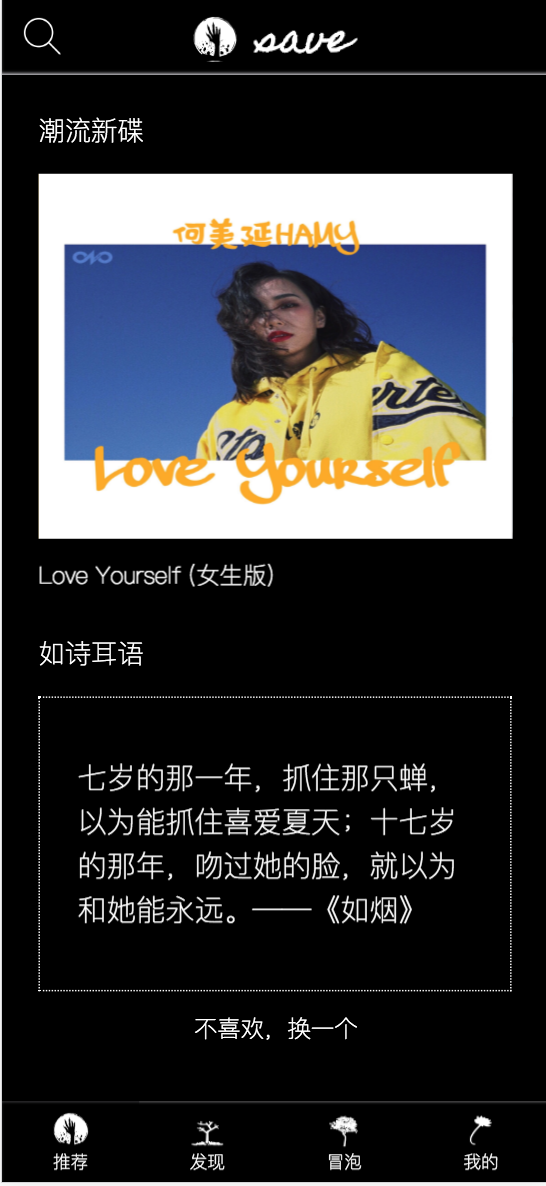 save
潮流新碟
何美延HAMY
Love Yourself
Love Yourself (女生版)
如诗耳语
七岁的那一年，抓住那只蝉，
以为能抓住喜爱夏天；十七岁
的那年，吻过她的脸，就以为
和她能永远。——《如烟》
不喜欢，换一个
推荐
发现
冒泡
我的